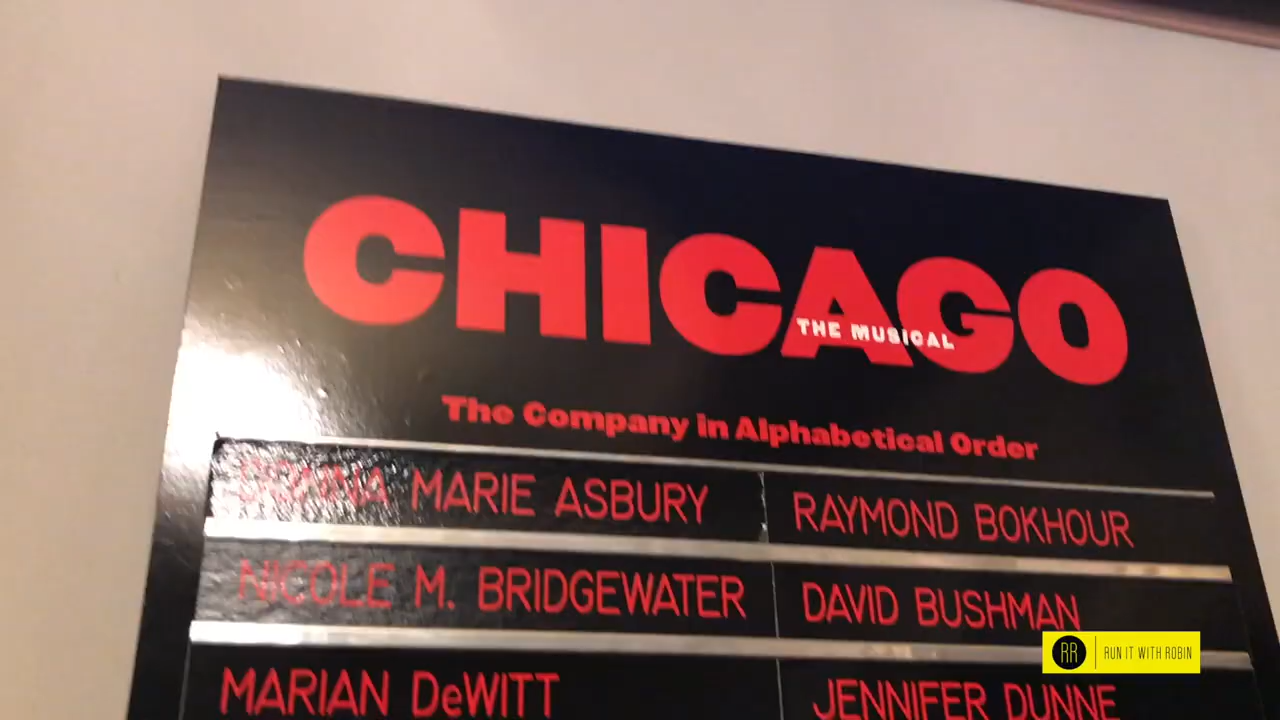 CHICAGO
THE MUSICAL
The Company in Alphabetical Order
DONNA MARIE ASBURY RAYMOND BOKHOUR
NICOLE M. BRIDGEWATER DAVID BUSHMAN
MARIAN DeWITT JENNIFER DUNNE
RR RUN IT WITH ROBIN